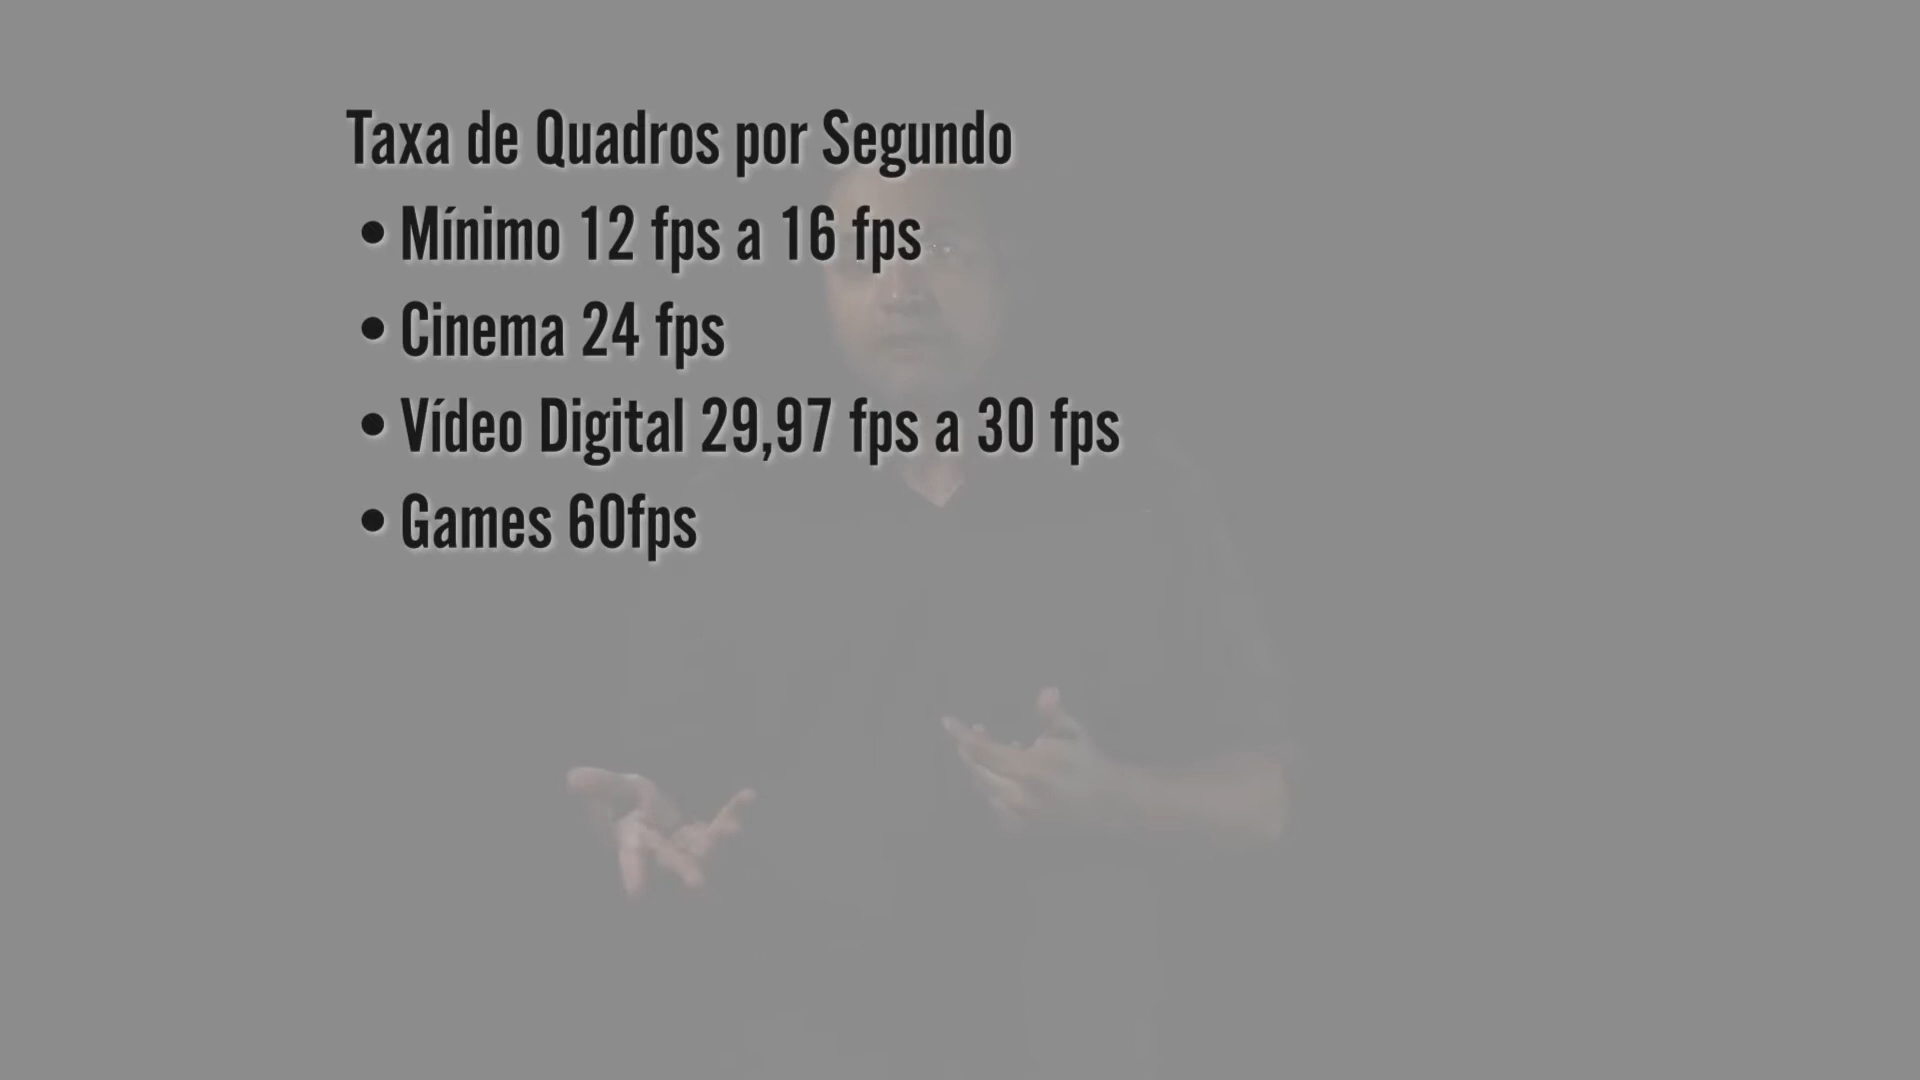 Taxa de Quadros por Segundo
• Mínimo 12 fps a 16 fps
• Cinema 24 fps
• Vídeo Digital 29,97 fps a 30 fps
• Games 60fps